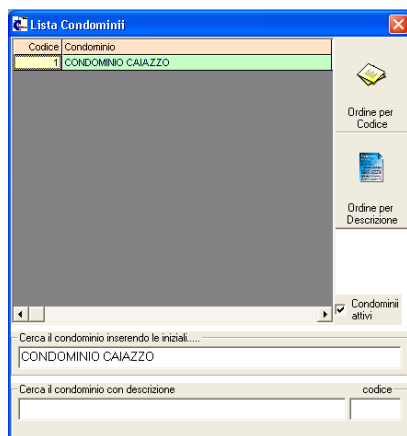 Lista Condominii
Codice Condominio
1 CONDOMINIO CAIAZZO
Ordine per
Codice
Ordine per
Descrizione
Condominii
attivi
Cerca il condominio inserendo le iniziali.....
CONDOMINIO CAIAZZO
Cerca il condominio con descrizione codice